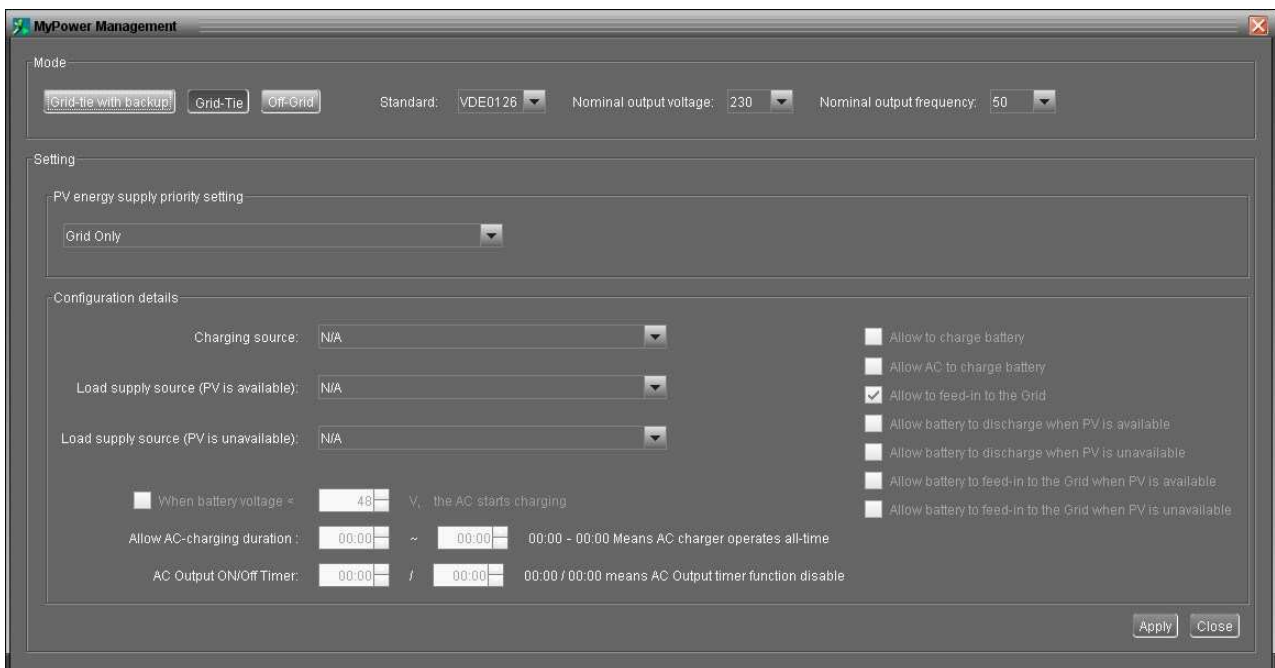 MyPower Management
Mode
Grid-tie with backup Grid-Tie Off-Grid Standard: VDE0126 Nominal output voltage: 230 Nominal output frequency: 50
Setting
PV energy supply priority setting
Grid Only
Configuration details
Charging source: N/A Allow to charge battery
Allow AC to charge battery
Load supply source (PV is available): N/A Allow to feed-in to the Grid
Allow battery to discharge when PV is available
Load supply source (PV is unavailable): N/A Allow battery to discharge when PV is unavailable
Allow battery to feed-in to the Grid when PV is available
When battery voltage < 48 V, the AC starts charging Allow battery to feed-in to the Grid when PV is unavailable
Allow AC-charging duration : 00:00 ~ 00:00 00:00 - 00:00 Means AC charger operates all-time
AC Output ON/Off Timer: 00:00 / 00:00 00:00 / 00:00 means AC Output timer function disable
Apply Close